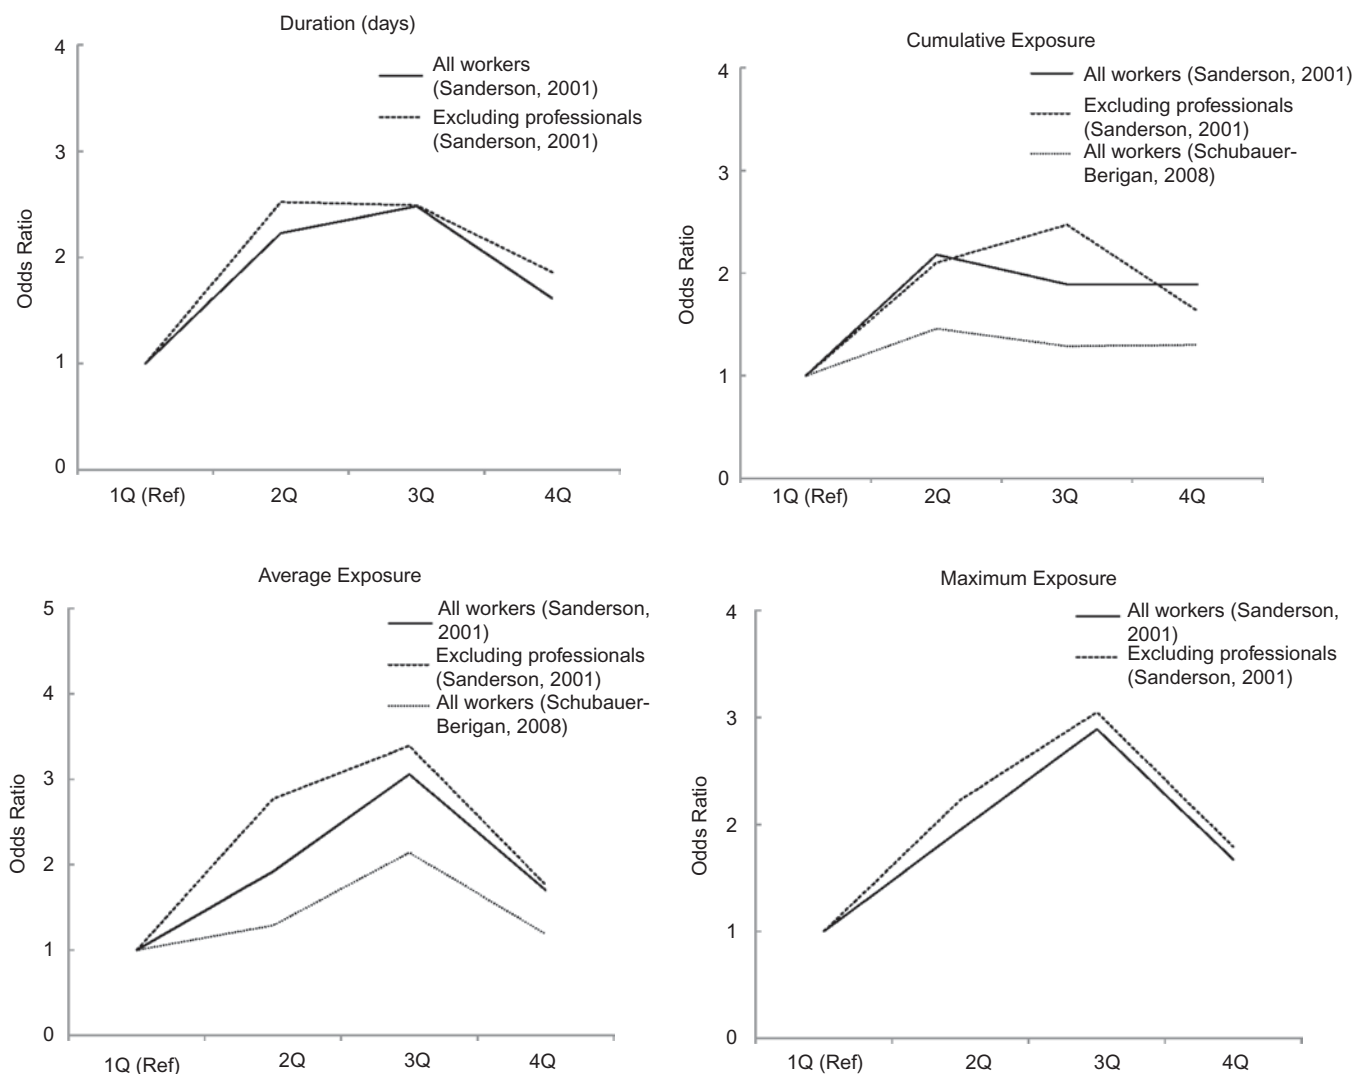 Duration (days)
4
3
2
1
0
Odds Ratio
All workers
(Sanderson, 2001)
Excluding professionals
(Sanderson, 2001)
1Q (Ref)
2Q
3Q
4Q
Cumulative Exposure
4
3
2
1
0
Odds Ratio
All workers (Sanderson, 2001)
Excluding professionals
(Sanderson, 2001)
All workers (Schubauer-
Berigan, 2008)
1Q (Ref)
2Q
3Q
4Q
Average Exposure
5
4
3
2
1
0
Odds Ratio
All workers (Sanderson,
2001)
Excluding professionals
(Sanderson, 2001)
All workers (Schubauer-
Berigan, 2008)
1Q (Ref)
2Q
3Q
4Q
Maximum Exposure
4
3
2
1
0
Odds Ratio
All workers (Sanderson,
2001)
Excluding professionals
(Sanderson, 2001)
1Q (Ref)
2Q
3Q
4Q